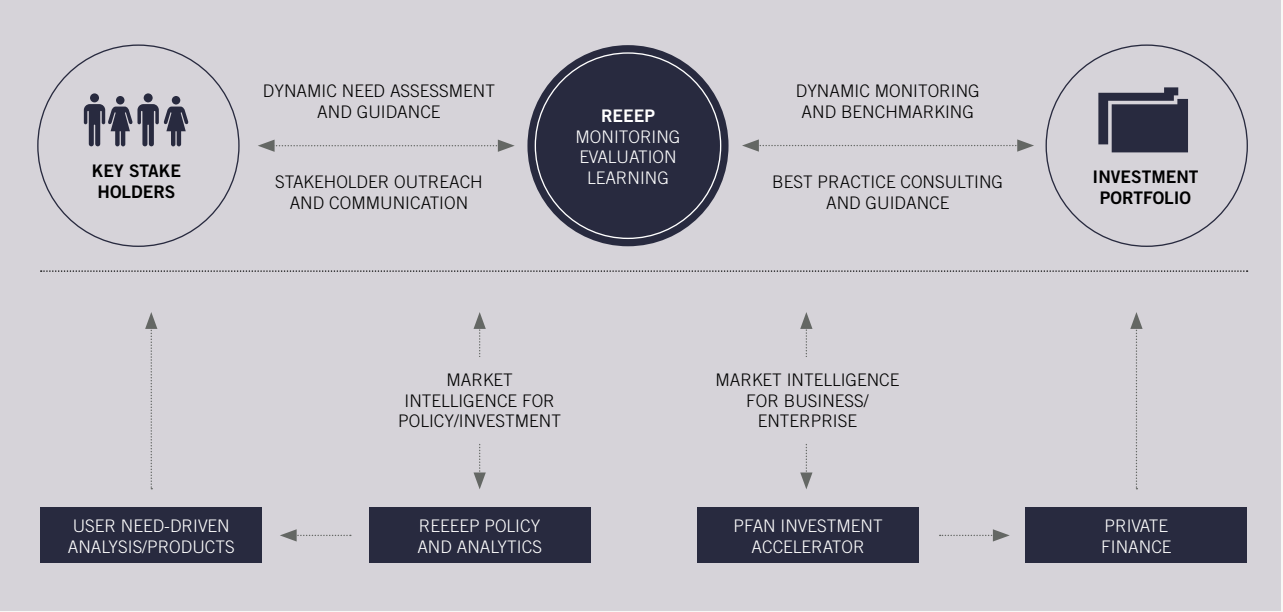 DYNAMIC NEED ASSESSMENT
AND GUIDANCE
DYNAMIC MONITORING
AND BENCHMARKING
KEY STAKE
HOLDERS
REEEP
MONITORING
EVALUATION
LEARNING
INVESTMENT
PORTFOLIO
STAKEHOLDER OUTREACH
AND COMMUNICATION
BEST PRACTICE CONSULTING
AND GUIDANCE
MARKET
INTELLIGENCE FOR
POLICY/INVESTMENT
MARKET INTELLIGENCE
FOR BUSINESS/
ENTERPRISE
USER NEED-DRIVEN
ANALYSIS/PRODUCTS
REEEEP POLICY
AND ANALYTICS
PFAN INVESTMENT
ACCELERATOR
PRIVATE
FINANCE